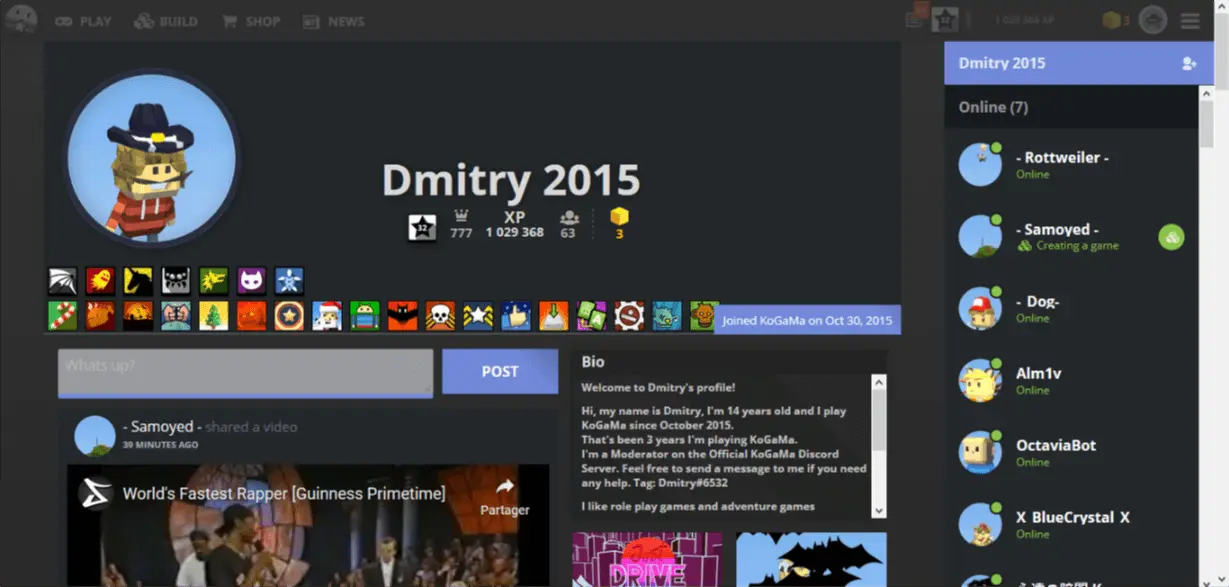 PLAY
BUILD
SHOP
NEWS
32
1 029 368 XP
3
Dmitry 2015
32
777
XP
1 029 368
63
3
Joined KoGaMa on Oct 30, 2015
Whats up?
POST
- Samoyed - shared a video
39 MINUTES AGO
World's Fastest Rapper [Guinness Primetime]
Partager
Bio
Welcome to Dmitry's profile!
Hi, my name is Dmitry, I'm 14 years old and I play
KoGaMa since October 2015.
That's been 3 years I'm playing KoGaMa.
I'm a Moderator on the Official KoGaMa Discord
Server. Feel free to send a message to me if you need
any help. Tag: Dmitry#6532
I like role play games and adventure games
DRIVE
Dmitry 2015
Online (7)
- Rottweiler -
Online
- Samoyed -
Creating a game
- Dog-
Online
Alm1v
Online
OctaviaBot
Online
X BlueCrystal X
Online